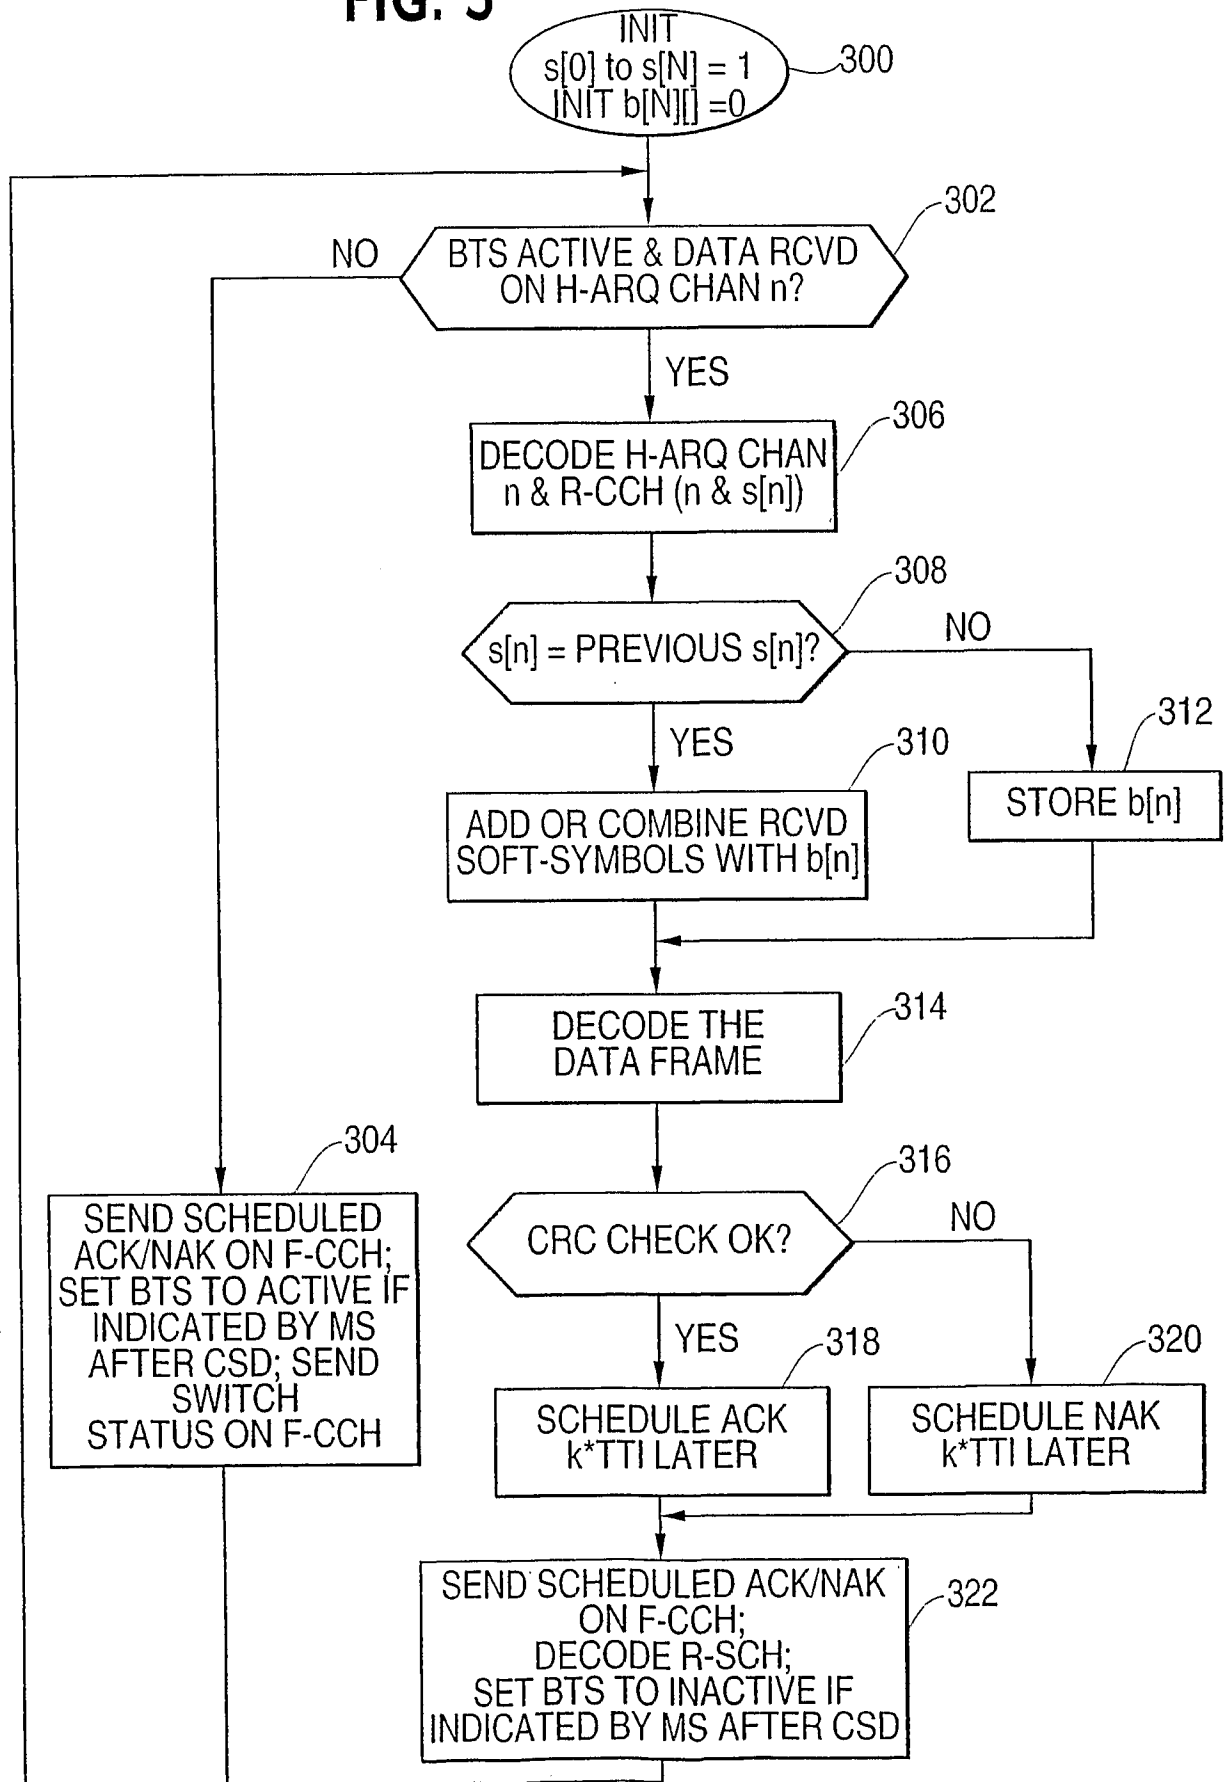 FIG. 5
INIT
s[0] to s[N] = 1
INIT b[N][] =0
300
302
BTS ACTIVE & DATA RCVD
ON H-ARQ CHAN n?
NO
YES
306
DECODE H-ARQ CHAN
n & R-CCH (n & s[n])
308
s[n] = PREVIOUS s[n]?
NO
YES
310
312
ADD OR COMBINE RCVD
SOFT-SYMBOLS WITH b[n]
STORE b[n]
314
DECODE THE
DATA FRAME
304
SEND SCHEDULED
ACK/NAK ON F-CCH;
SET BTS TO ACTIVE IF
INDICATED BY MS
AFTER CSD; SEND
SWITCH
STATUS ON F-CCH
316
CRC CHECK OK?
NO
YES
318
320
SCHEDULE ACK
k*TTI LATER
SCHEDULE NAK
k*TTI LATER
322
SEND SCHEDULED ACK/NAK
ON F-CCH;
DECODE R-SCH;
SET BTS TO INACTIVE IF
INDICATED BY MS AFTER CSD